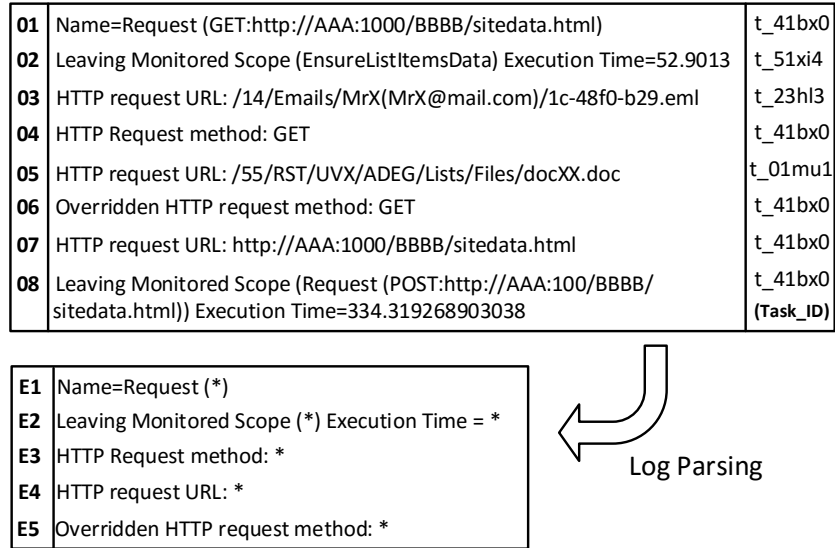 01 Name=Request (GET:http://AAA:1000/BBBB/sitedata.html) t_41bx0
02 Leaving Monitored Scope (EnsureListItemsData) Execution Time=52.9013 t_51xi4
03 HTTP request URL: /14/Emails/MrX(MrX@mail.com)/1c-48f0-b29.eml t_23hl3
04 HTTP Request method: GET t_41bx0
05 HTTP request URL: /55/RST/UVX/ADEG/Lists/Files/docXX.doc t_01mu1
06 Overridden HTTP request method: GET t_41bx0
07 HTTP request URL: http://AAA:1000/BBBB/sitedata.html t_41bx0
08 Leaving Monitored Scope (Request (POST:http://AAA:100/BBBB/ t_41bx0
sitedata.html)) Execution Time=334.319268903038 (Task_ID)
E1 Name=Request (*)
E2 Leaving Monitored Scope (*) Execution Time = *
E3 HTTP Request method: *
E4 HTTP request URL: *
E5 Overridden HTTP request method: *
Log Parsing